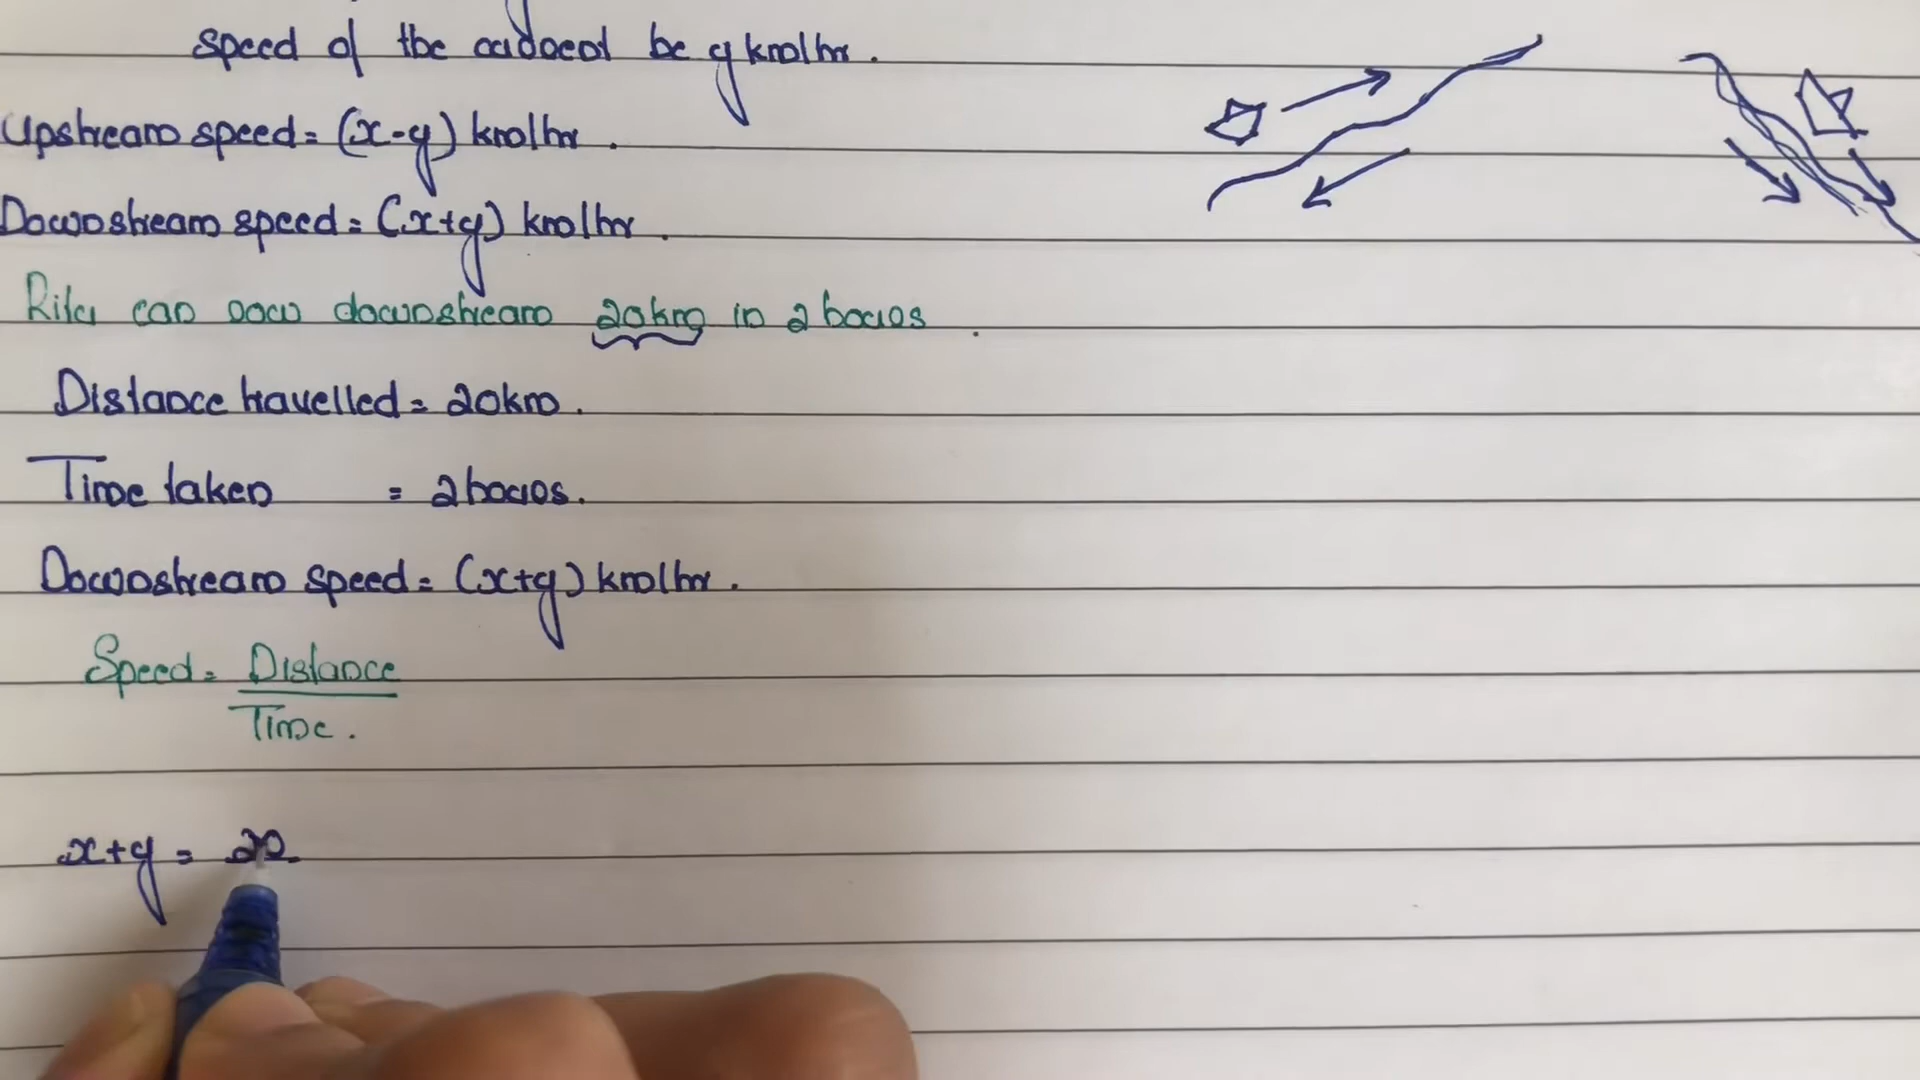 speed of the current be y km/hr.
Upstream speed = (x-y) km/hr.
Downstream speed = (x+y) km/hr.
Ritu can row downstream 20km in 2 hours.
Distance travelled = 20km.
Time taken = 2 hours.
Downstream speed = (x+y) km/hr.
Speed = Distance
Time.
x+y = 20